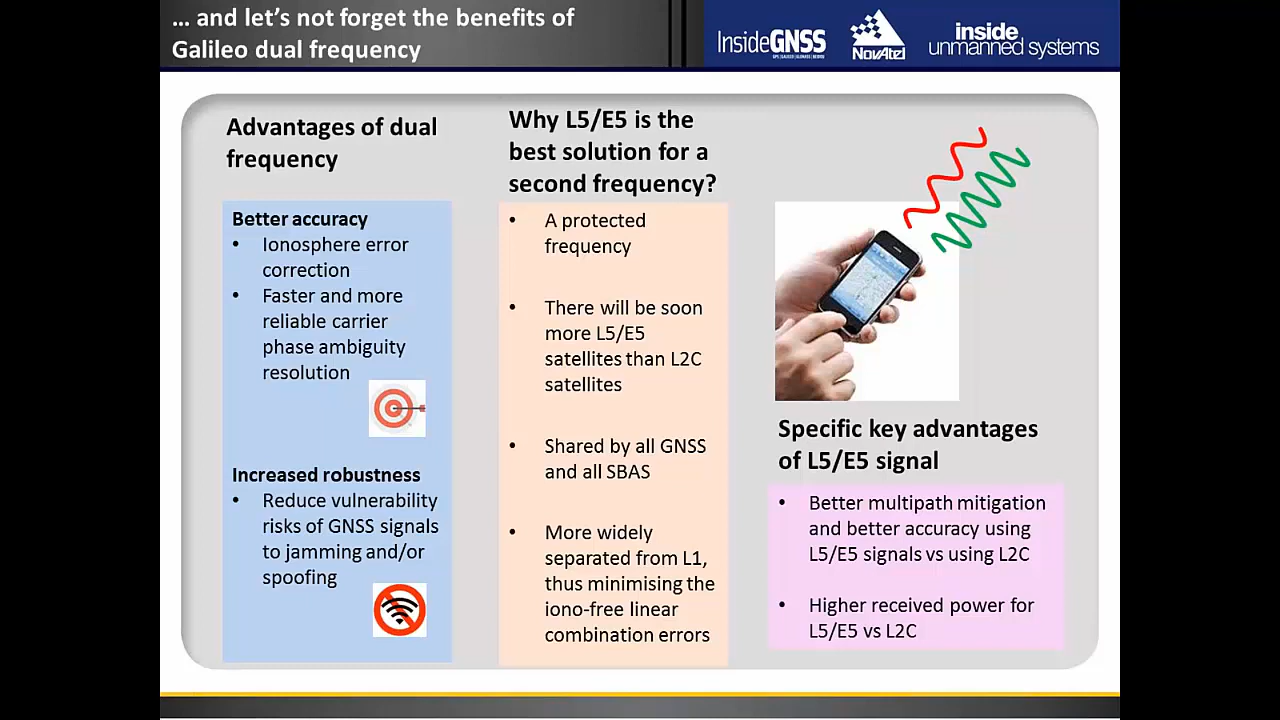 … and let's not forget the benefits of
Galileo dual frequency
InsideGNSS
NovAtel
inside
unmanned systems
Advantages of dual
frequency
Better accuracy
• Ionosphere error
correction
• Faster and more
reliable carrier
phase ambiguity
resolution
Increased robustness
• Reduce vulnerability
risks of GNSS signals
to jamming and/or
spoofing
Why L5/E5 is the
best solution for a
second frequency?
• A protected
frequency
• There will be soon
more L5/E5
satellites than L2C
satellites
• Shared by all GNSS
and all SBAS
• More widely
separated from L1,
thus minimising the
iono-free linear
combination errors
Specific key advantages
of L5/E5 signal
• Better multipath mitigation
and better accuracy using
L5/E5 signals vs using L2C
• Higher received power for
L5/E5 vs L2C